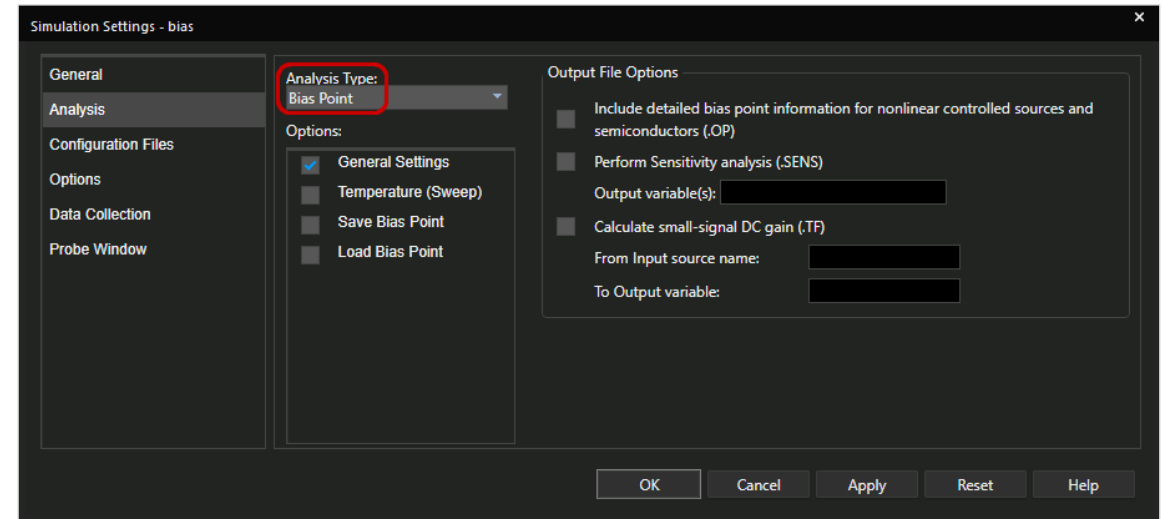 Simulation Settings - bias
×
General
Analysis
Configuration Files
Options
Data Collection
Probe Window
Analysis Type:
Bias Point
Options:
General Settings
Temperature (Sweep)
Save Bias Point
Load Bias Point
Output File Options
Include detailed bias point information for nonlinear controlled sources and
semiconductors (.OP)
Perform Sensitivity analysis (.SENS)
Output variable(s):
Calculate small-signal DC gain (.TF)
From Input source name:
To Output variable:
OK
Cancel
Apply
Reset
Help